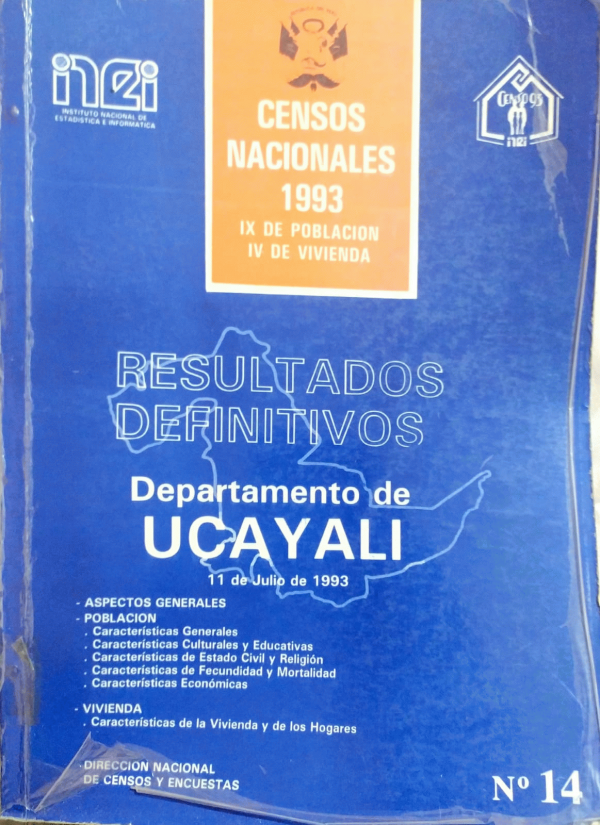 inei
INSTITUTO NACIONAL DE
ESTADISTICA E INFORMATICA
CENSOS
NACIONALES
1993
IX DE POBLACION
IV DE VIVIENDA
CENSO 93
inei
RESULTADOS
DEFINITIVOS
Departamento de
UCAYALI
11 de Julio de 1993
- ASPECTOS GENERALES
- POBLACION
. Características Generales
. Características Culturales y Educativas
. Características de Estado Civil y Religión
. Características de Fecundidad y Mortalidad
. Características Económicas
- VIVIENDA
. Características de la Vivienda y de los Hogares
-DIRECCION NACIONAL
DE CENSOS Y ENCUESTAS
Nº 14